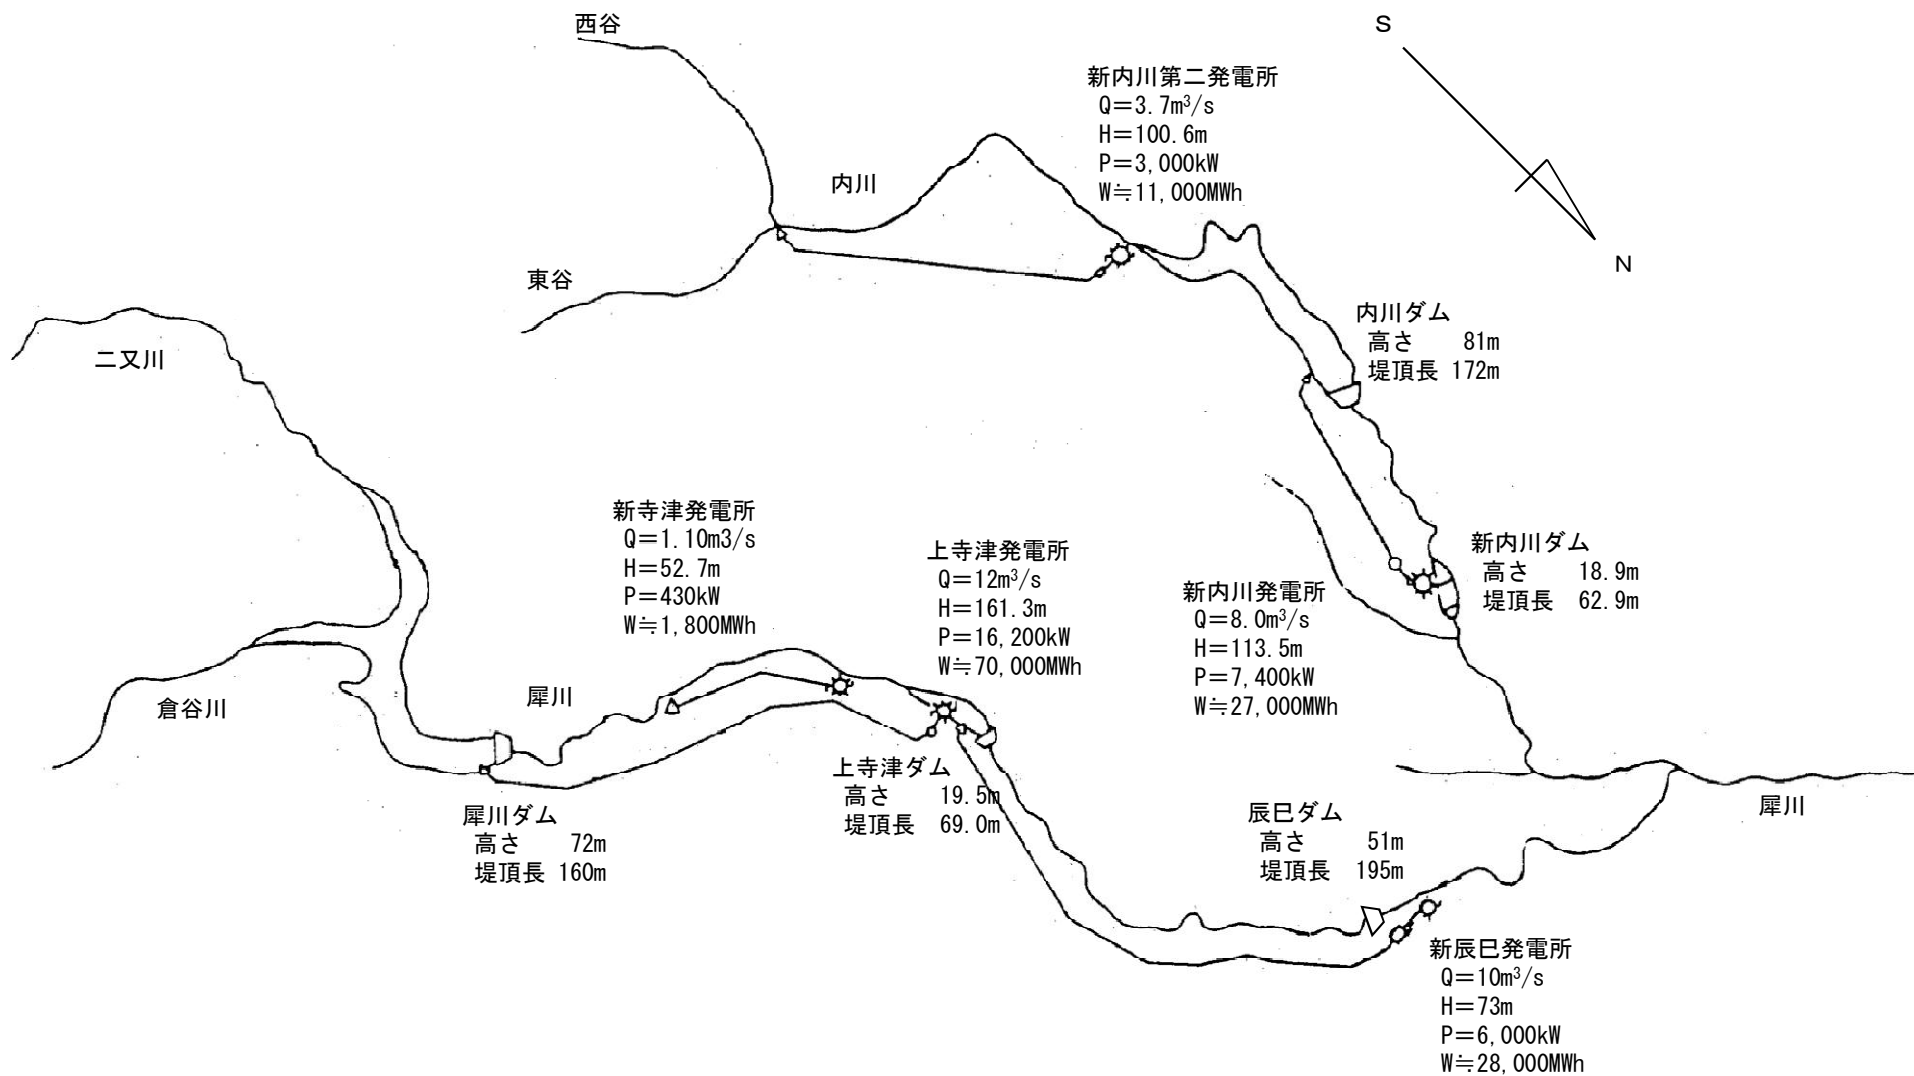 西谷
S
新内川第二発電所
Q=3.7m³/s
H=100.6m
P=3,000kW
W≒11,000MWh
内川
N
東谷
内川ダム
高さ 81m
堤頂長 172m
二又川
新寺津発電所
Q=1.10m3/s
H=52.7m
P=430kW
W≒1,800MWh
上寺津発電所
Q=12m³/s
H=161.3m
P=16,200kW
W≒70,000MWh
新内川発電所
Q=8.0m³/s
H=113.5m
P=7,400kW
W≒27,000MWh
新内川ダム
高さ 18.9m
堤頂長 62.9m
倉谷川
犀川
上寺津ダム
高さ 19.5m
堤頂長 69.0m
犀川ダム
高さ 72m
堤頂長 160m
辰巳ダム
高さ 51m
堤頂長 195m
犀川
新辰巳発電所
Q=10m³/s
H=73m
P=6,000kW
W≒28,000MWh